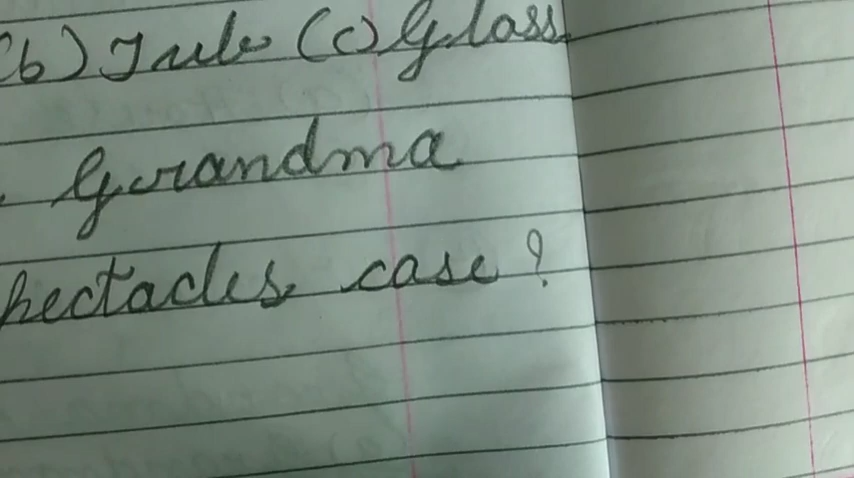 (b) Tub (c) Glass
Grandma
pectacles case?